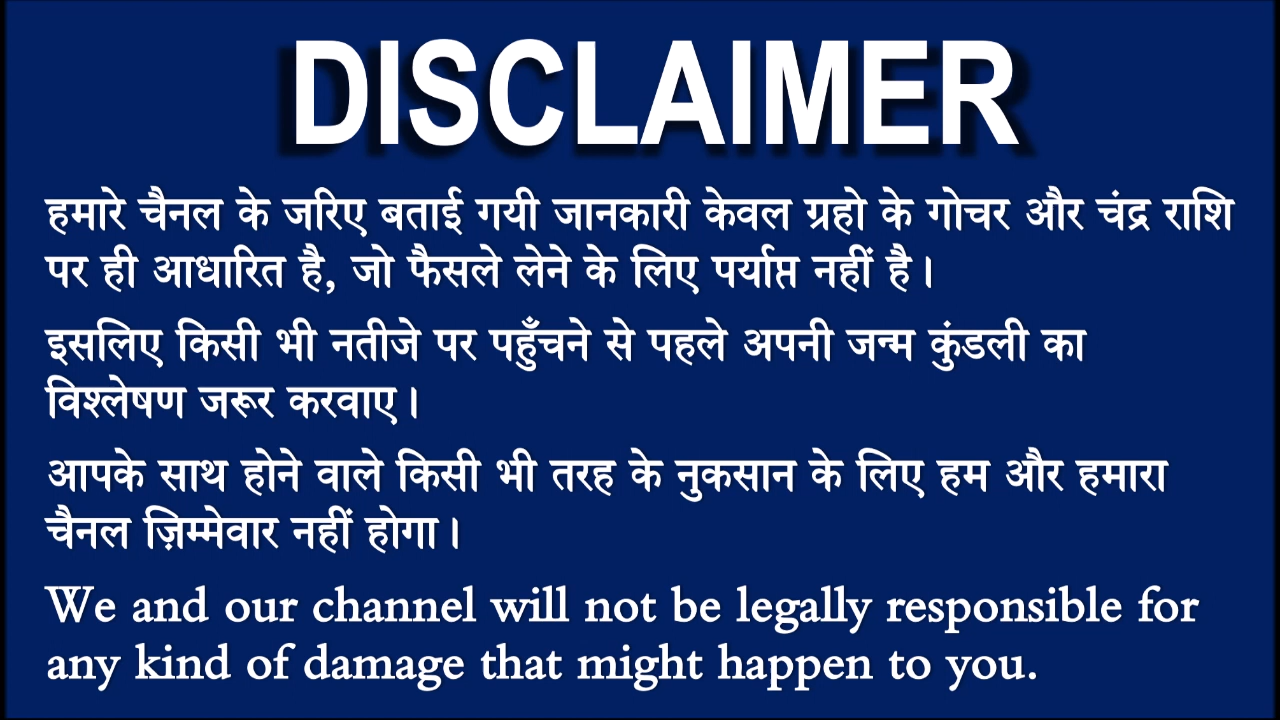 DISCLAIMER
हमारे चैनल के जरिए बताई गयी जानकारी केवल ग्रहो के गोचर और चंद्र राशि
पर ही आधारित है, जो फैसले लेने के लिए पर्याप्त नहीं है।
इसलिए किसी भी नतीजे पर पहुँचने से पहले अपनी जन्म कुंडली का
विश्लेषण जरूर करवाए।
आपके साथ होने वाले किसी भी तरह के नुकसान के लिए हम और हमारा
चैनल ज़िम्मेवार नहीं होगा।
We and our channel will not be legally responsible for
any kind of damage that might happen to you.